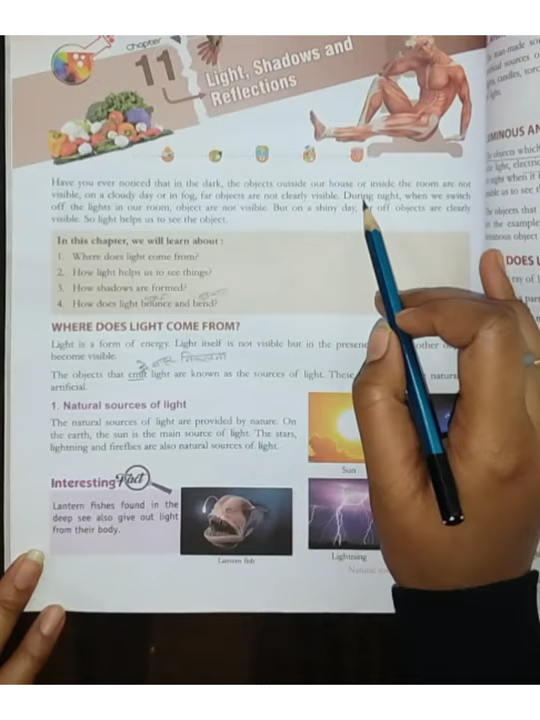 Chapter
11
Light, Shadows and
Reflections
Have you ever noticed that in the dark, the objects outside our house or inside the room are not
visible, on a cloudy day or in fog, far objects are not clearly visible. During night, when we switch
off the lights in our room, object are not visible. But on a shiny day, off objects are clearly
visible. So light helps us to see the object.
In this chapter, we will learn about :
1. Where does light come from?
2. How light helps us to see things?
3. How shadows are formed?
4. How does light bounce and bend?
WHERE DOES LIGHT COME FROM?
Light is a form of energy. Light itself is not visible but in the other
become visible.
The objects that emit light are known as the sources of light. These natural
artificial.
1. Natural sources of light
The natural sources of light are provided by nature. On
the earth, the sun is the main source of light. The stars,
lightning and fireflies are also natural sources of light.
Sun
Interesting Fact
Lantern fishes found in the
deep see also give out light
from their body.
Lantern fish
Lightning
Natural
man-made
sources o
candles,
light.
MINOUS AN
objects which
light, electric
night when
us to see
objects that
the example
object
DOES L
ray of